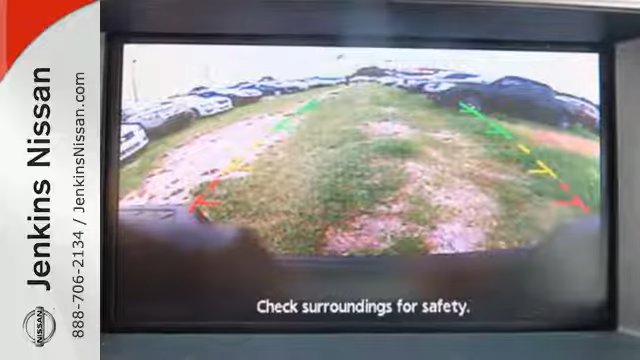 Jenkins Nissan
888-706-2134 / JenkinsNissan.com
NISSAN
Check surroundings for safety.